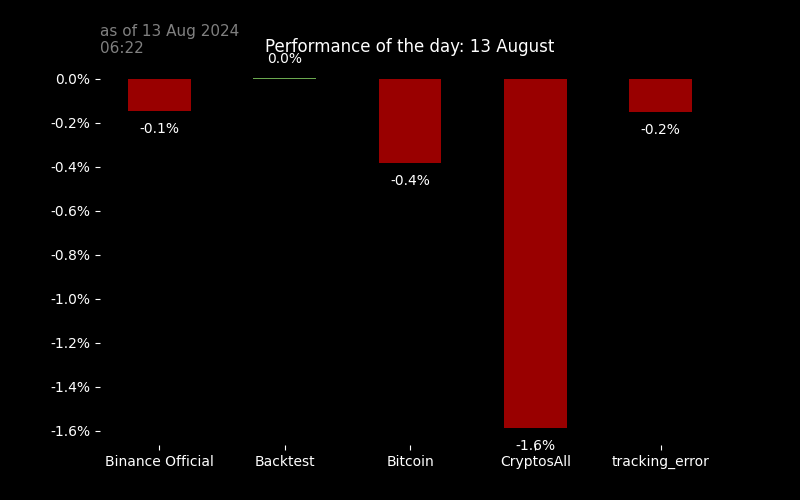 as of 13 Aug 2024
06:22
Performance of the day: 13 August
0.0%
0.0%
-0.2%
-0.4%
-0.6%
-0.8%
-1.0%
-1.2%
-1.4%
-1.6%
-0.1%
-0.4%
-1.6%
-0.2%
Binance Official
Backtest
Bitcoin
CryptosAll
tracking_error